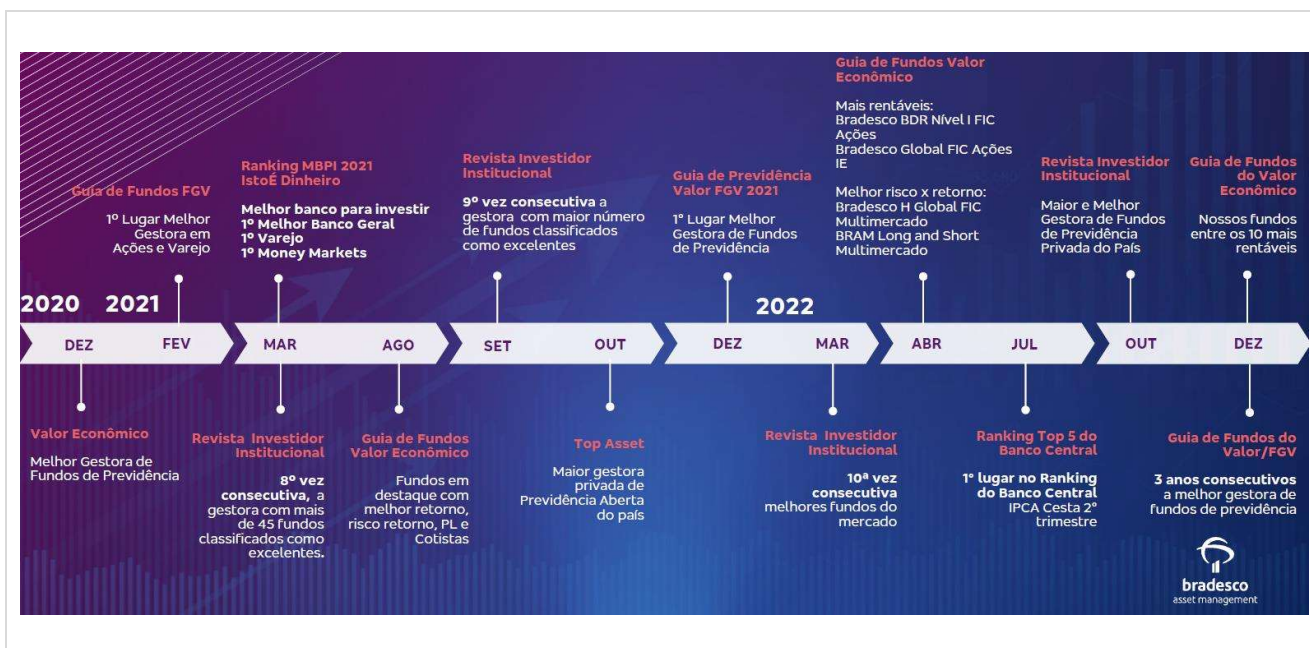 Guia de Fundos FGV
1º Lugar Melhor
Gestora em
Ações e Varejo
Ranking MBPI 2021
IstoÉ Dinheiro
Melhor banco para investir
1º Melhor Banco Geral
1º Varejo
1º Money Markets
Revista Investidor
Institucional
9º vez consecutiva a
gestora com maior número
de fundos classificados
como excelentes
Guia de Previdência
Valor FGV 2021
1° Lugar Melhor
Gestora de Fundos
de Previdência
Guia de Fundos Valor
Econômico
Mais rentáveis:
Bradesco BDR Nível I FIC
Ações
Bradesco Global FIC Ações
IE
Melhor risco x retorno:
Bradesco H Global FIC
Multimercado
BRAM Long and Short
Multimercado
Revista Investidor
Institucional
Maior e Melhor
Gestora de Fundos
de Previdência
Privada do País
Guia de Fundos
do Valor
Econômico
Nossos fundos
entre os 10 mais
rentáveis
2020 2021 2022
DEZ FEV MAR AGO SET OUT DEZ MAR ABR JUL OUT DEZ
Valor Econômico
Melhor Gestora de
Fundos de Previdência
Revista Investidor
Institucional
8º vez
consecutiva, a
gestora com mais
de 45 fundos
classificados como
excelentes.
Guia de Fundos
Valor Econômico
Fundos em
destaque com
melhor retorno,
risco retorno, PL e
Cotistas
Top Asset
Maior gestora
privada de
Previdência Aberta
do país
Revista Investidor
Institucional
10ª vez
consecutiva
melhores fundos do
mercado
Ranking Top 5 do
Banco Central
1° lugar no Ranking
do Banco Central
IPCA Cesta 2°
trimestre
Guia de Fundos do
Valor/FGV
3 anos consecutivos
a melhor gestora de
fundos de previdência
bradesco
asset management